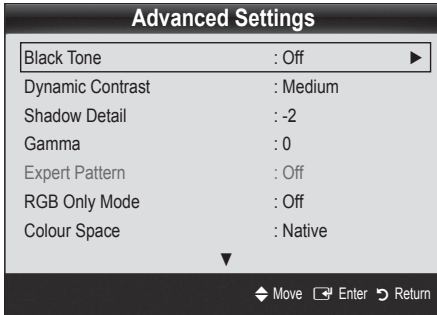 Advanced Settings
Black Tone : Off ▶
Dynamic Contrast : Medium
Shadow Detail : -2
Gamma : 0
Expert Pattern : Off
RGB Only Mode : Off
Colour Space : Native
▼
Move Enter Return